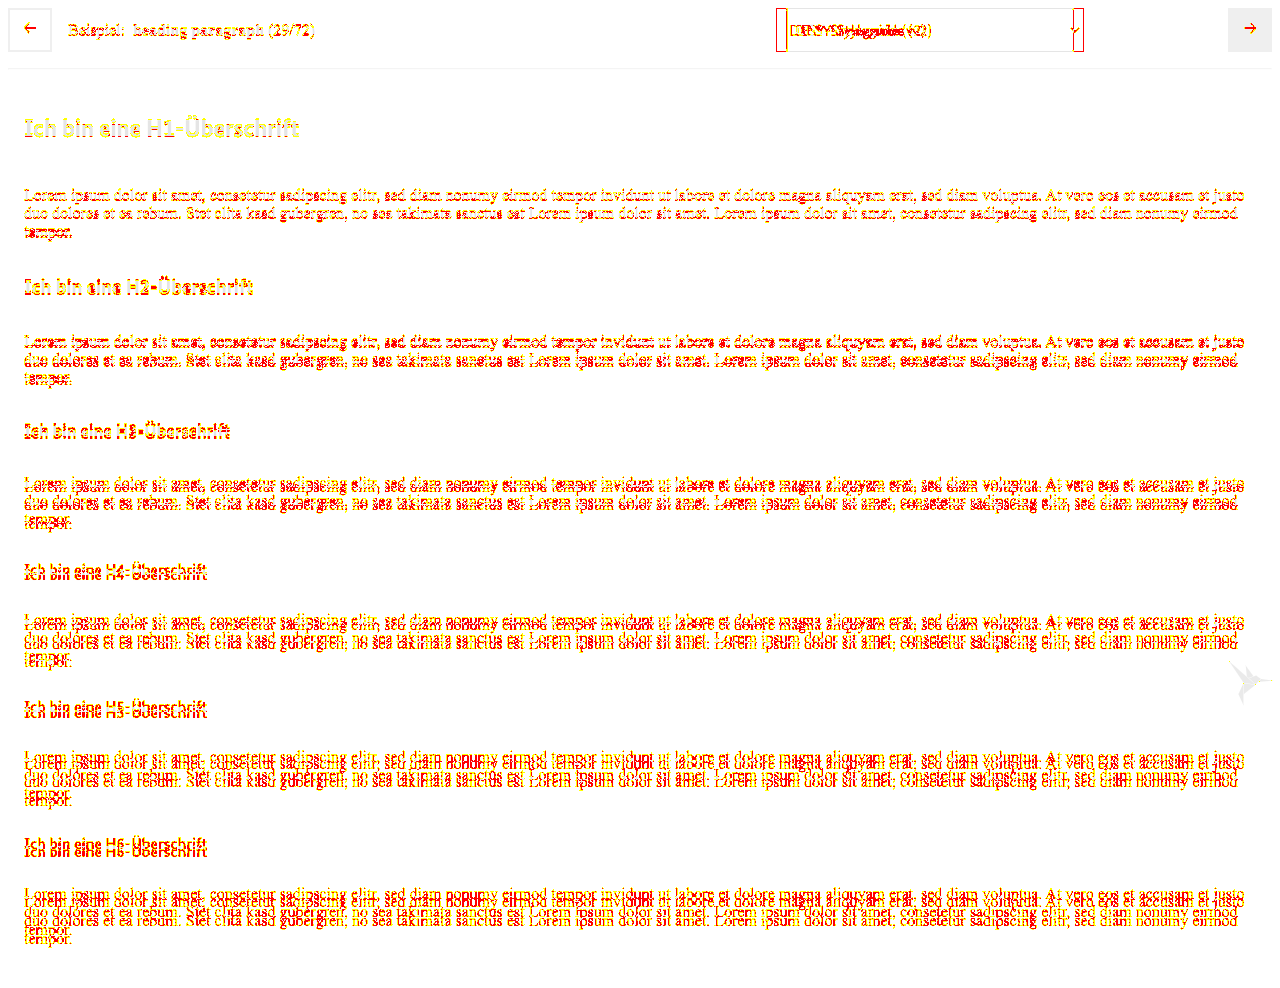 Beispiel: heading paragraph (29/72)
Ich bin eine H1-Überschrift
Lorem ipsum dolor sit amet, consetetur sadipscing elitr, sed diam nonumy eirmod tempor invidunt ut labore et dolore magna aliquyam erat, sed diam voluptua. At vero eos et accusam et justo
duo dolores et ea rebum. Stet clita kasd gubergren, no sea takimata sanctus est Lorem ipsum dolor sit amet. Lorem ipsum dolor sit amet, consetetur sadipscing elitr, sed diam nonumy eirmod
tempor.
Ich bin eine H2-Überschrift
Lorem ipsum dolor sit amet, consetetur sadipscing elitr, sed diam nonumy eirmod tempor invidunt ut labore et dolore magna aliquyam erat, sed diam voluptua. At vero eos et accusam et justo
duo dolores et ea rebum. Stet clita kasd gubergren, no sea takimata sanctus est Lorem ipsum dolor sit amet. Lorem ipsum dolor sit amet, consetetur sadipscing elitr, sed diam nonumy eirmod
tempor.
Ich bin eine H3-Überschrift
Lorem ipsum dolor sit amet, consetetur sadipscing elitr, sed diam nonumy eirmod tempor invidunt ut labore et dolore magna aliquyam erat, sed diam voluptua. At vero eos et accusam et justo
duo dolores et ea rebum. Stet clita kasd gubergren, no sea takimata sanctus est Lorem ipsum dolor sit amet. Lorem ipsum dolor sit amet, consetetur sadipscing elitr, sed diam nonumy eirmod
tempor.
Ich bin eine H4-Überschrift
Lorem ipsum dolor sit amet, consetetur sadipscing elitr, sed diam nonumy eirmod tempor invidunt ut labore et dolore magna aliquyam erat, sed diam voluptua. At vero eos et accusam et justo
duo dolores et ea rebum. Stet clita kasd gubergren, no sea takimata sanctus est Lorem ipsum dolor sit amet. Lorem ipsum dolor sit amet, consetetur sadipscing elitr, sed diam nonumy eirmod
tempor.
Ich bin eine H5-Überschrift
Lorem ipsum dolor sit amet, consetetur sadipscing elitr, sed diam nonumy eirmod tempor invidunt ut labore et dolore magna aliquyam erat, sed diam voluptua. At vero eos et accusam et justo
duo dolores et ea rebum. Stet clita kasd gubergren, no sea takimata sanctus est Lorem ipsum dolor sit amet. Lorem ipsum dolor sit amet, consetetur sadipscing elitr, sed diam nonumy eirmod
tempor.
Ich bin eine H6-Überschrift
Lorem ipsum dolor sit amet, consetetur sadipscing elitr, sed diam nonumy eirmod tempor invidunt ut labore et dolore magna aliquyam erat, sed diam voluptua. At vero eos et accusam et justo
duo dolores et ea rebum. Stet clita kasd gubergren, no sea takimata sanctus est Lorem ipsum dolor sit amet. Lorem ipsum dolor sit amet, consetetur sadipscing elitr, sed diam nonumy eirmod
tempor.